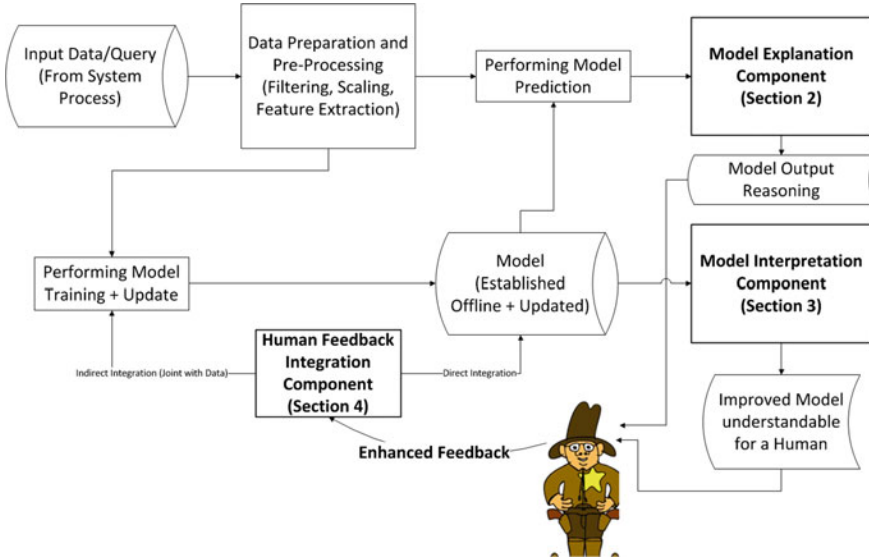 Input Data/Query
(From System
Process)
Data Preparation and
Pre-Processing
(Filtering, Scaling,
Feature Extraction)
Performing Model
Prediction
Model Explanation
Component
(Section 2)
Model Output
Reasoning
Performing Model
Training + Update
Model
(Established
Offline + Updated)
Model Interpretation
Component
(Section 3)
Indirect Integration (Joint with Data)
Human Feedback
Integration
Component
(Section 4)
Direct Integration
Improved Model
understandable
for a Human
Enhanced Feedback